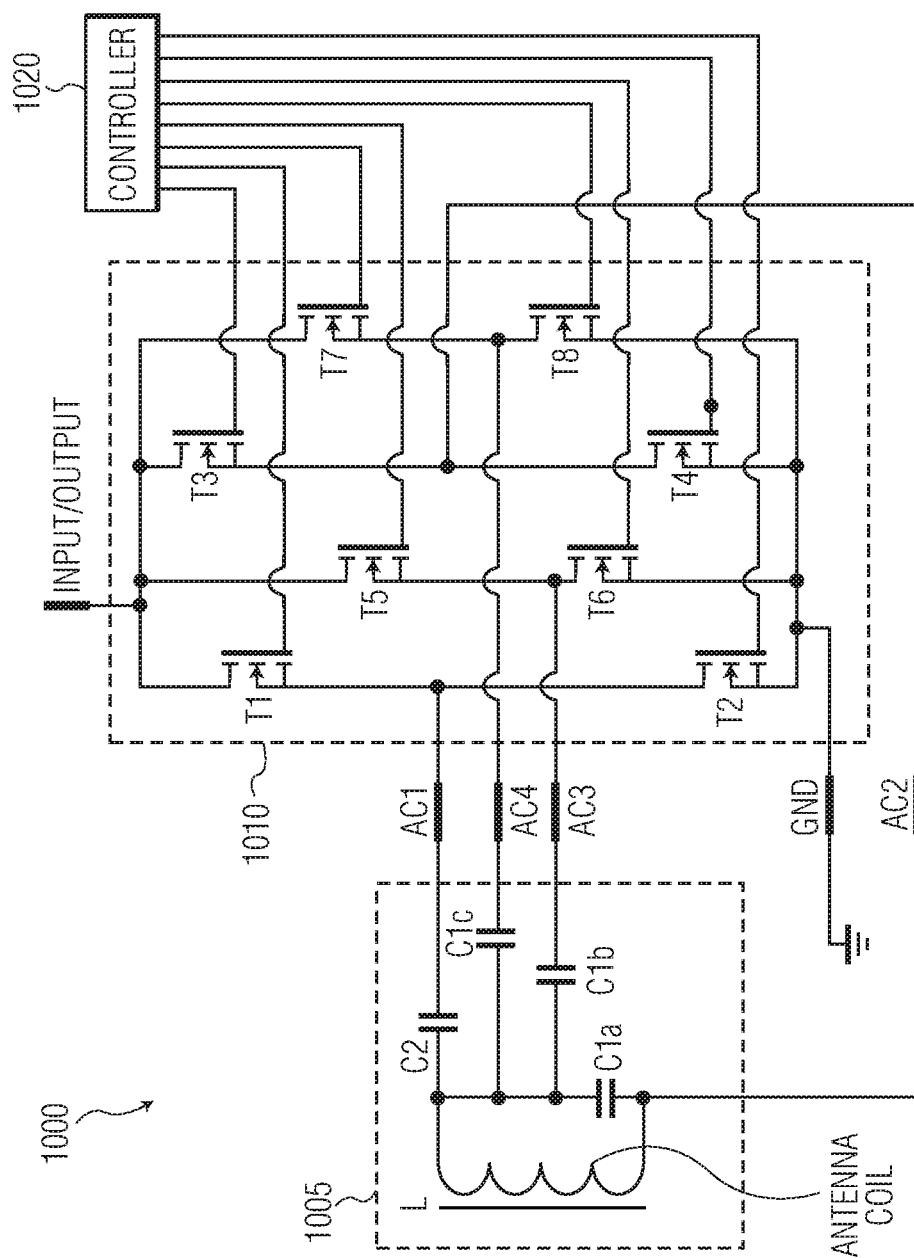 1000
1005
L
ANTENNA
COIL
C2
C1c
C1b
C1a
AC1
AC4
AC3
GND
AC2
1010
INPUT/OUTPUT
T1
T2
T5
T6
T3
T4
T7
T8
CONTROLLER
1020